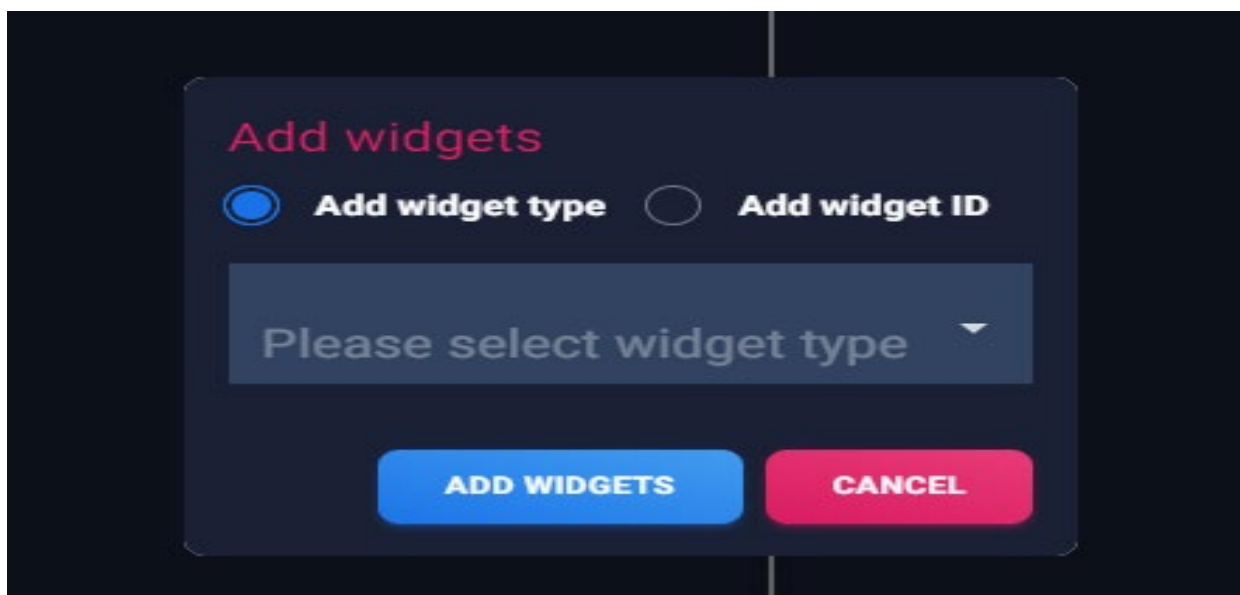 Add widgets
Add widget type Add widget ID
Please select widget type
ADD WIDGETS CANCEL